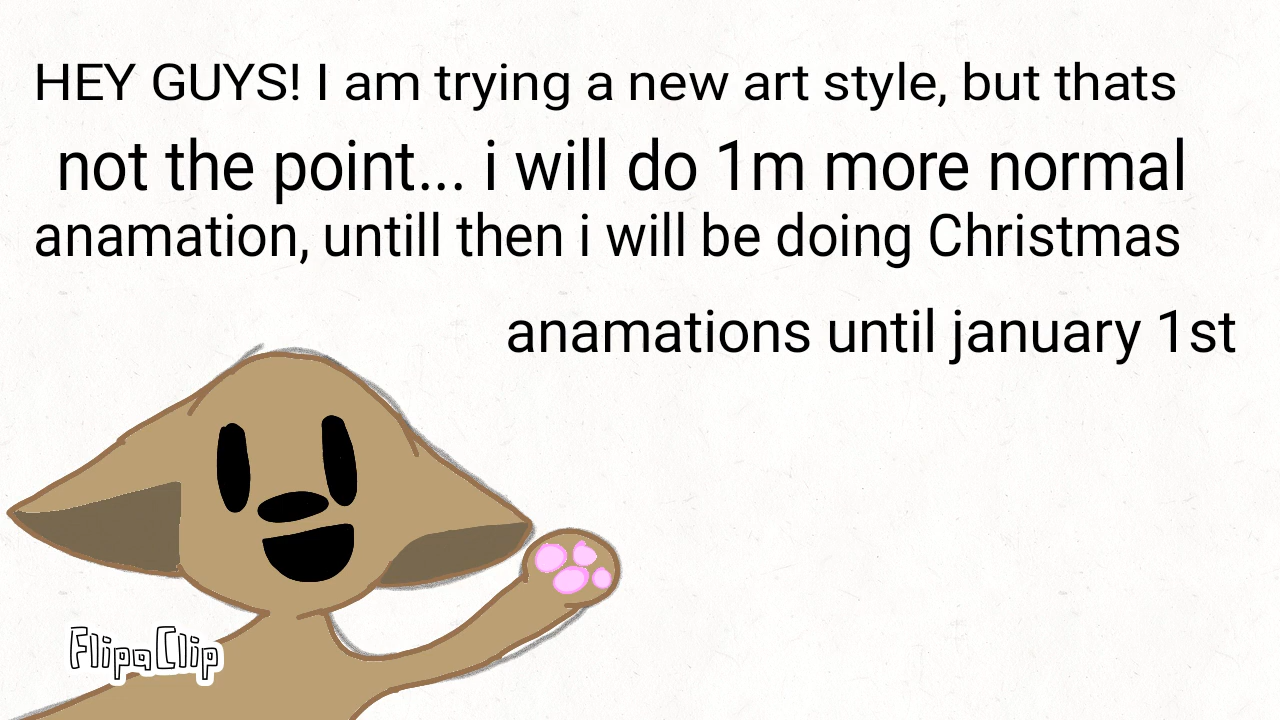 HEY GUYS! I am trying a new art style, but thats
not the point... i will do 1m more normal
anamation, untill then i will be doing Christmas
anamations until january 1st
FlipaClip